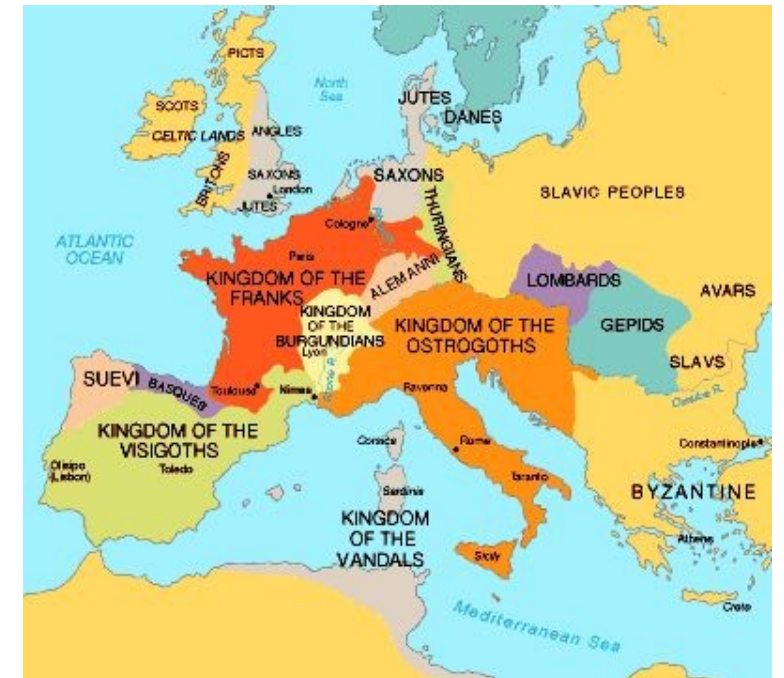 PICTS
North
Sea
SCOTS
JUTES
DANES
CELTIC LANDS
ANGLES
BRITONS
SAXONS
London
JUTES
SAXONS
THURINGIANS
SLAVIC PEOPLES
Cologne
Rhine
ATLANTIC
OCEAN
Paris
KINGDOM OF THE
FRANKS
ALEMANNI
LOMBARDS
AVARS
KINGDOM
OF THE
BURGUNDIANS
Lyon
KINGDOM OF THE
OSTROGOTHS
GEPIDS
SLAVS
SUEVI
BASQUES
Toulouse
Nimes
Rhone R.
Ravenna
Danube R.
KINGDOM OF THE
VISIGOTHS
Olisipo
(Lisbon)
Toledo
Corsica
Rome
Constantinople
Sardinia
Taranto
BYZANTINE
KINGDOM
OF THE
VANDALS
Athens
Sicily
Crete
Mediterranean Sea